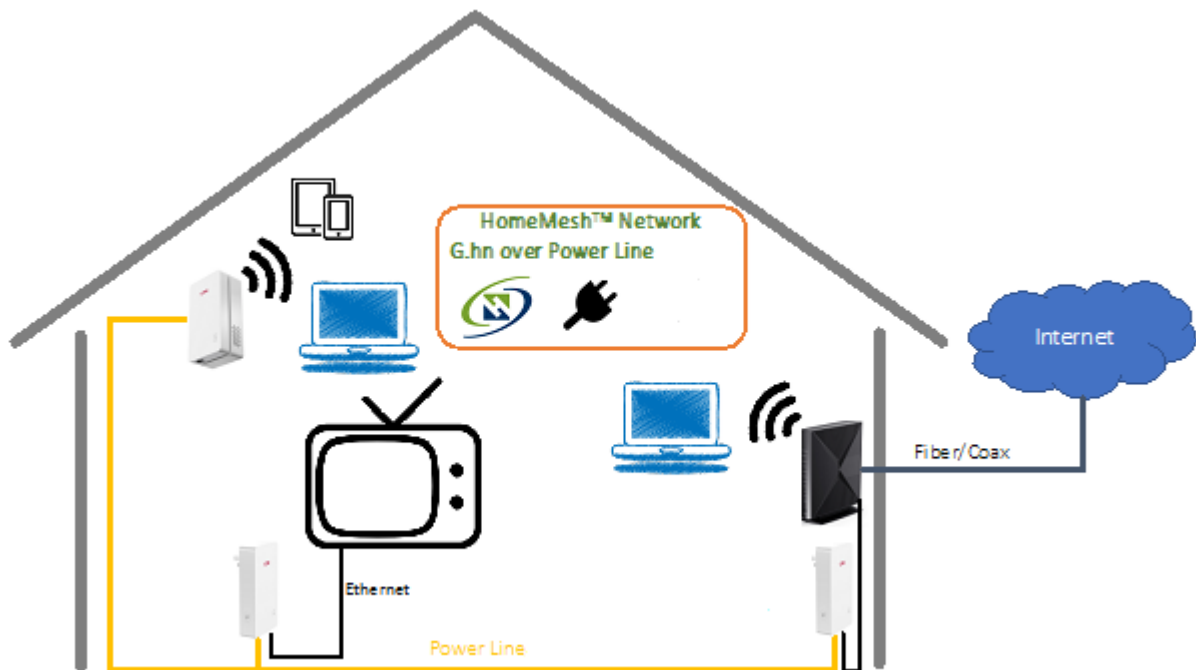 HomeMesh™ Network
G.hn over Power Line
Internet
Fiber/Coax
Ethernet
Power Line